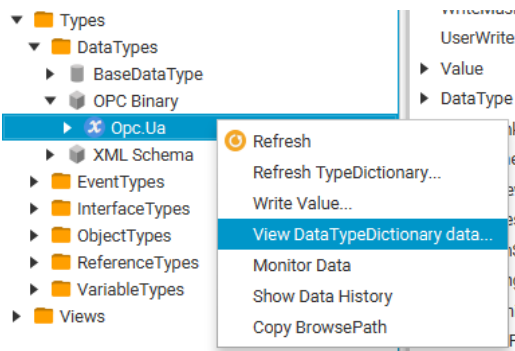 Types
DataTypes
BaseDataType
OPC Binary
Opc.Ua
XML Schema
EventTypes
InterfaceTypes
ObjectTypes
ReferenceTypes
VariableTypes
Views
Refresh
Refresh TypeDictionary...
Write Value...
View DataTypeDictionary data...
Monitor Data
Show Data History
Copy BrowsePath
UserWrite
Value
DataType